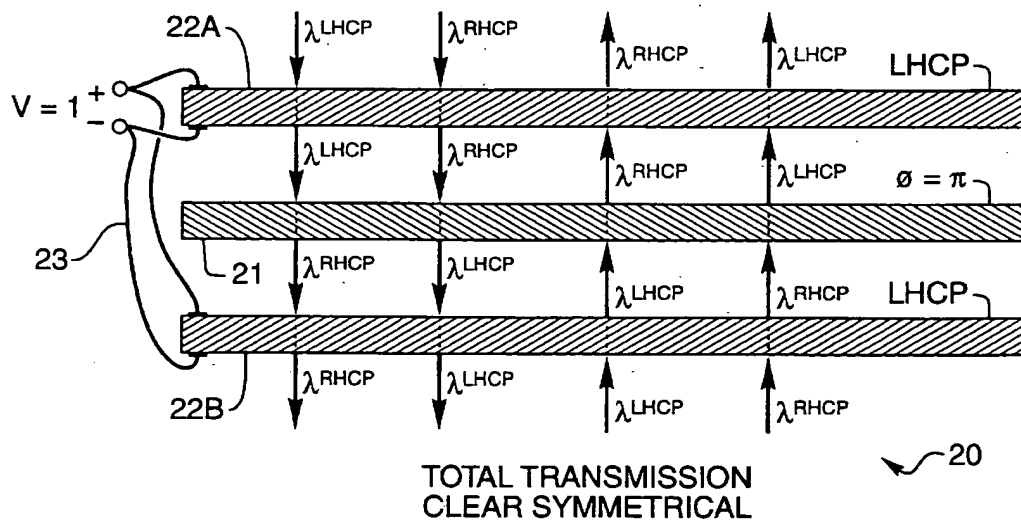 22A λLHCP λRHCP λRHCP λLHCP LHCP
V = 1 + −
λLHCP λRHCP λRHCP λLHCP ø = π
23 21 λRHCP λLHCP λLHCP λRHCP LHCP
22B λRHCP λLHCP λLHCP λRHCP
20
TOTAL TRANSMISSION
CLEAR SYMMETRICAL